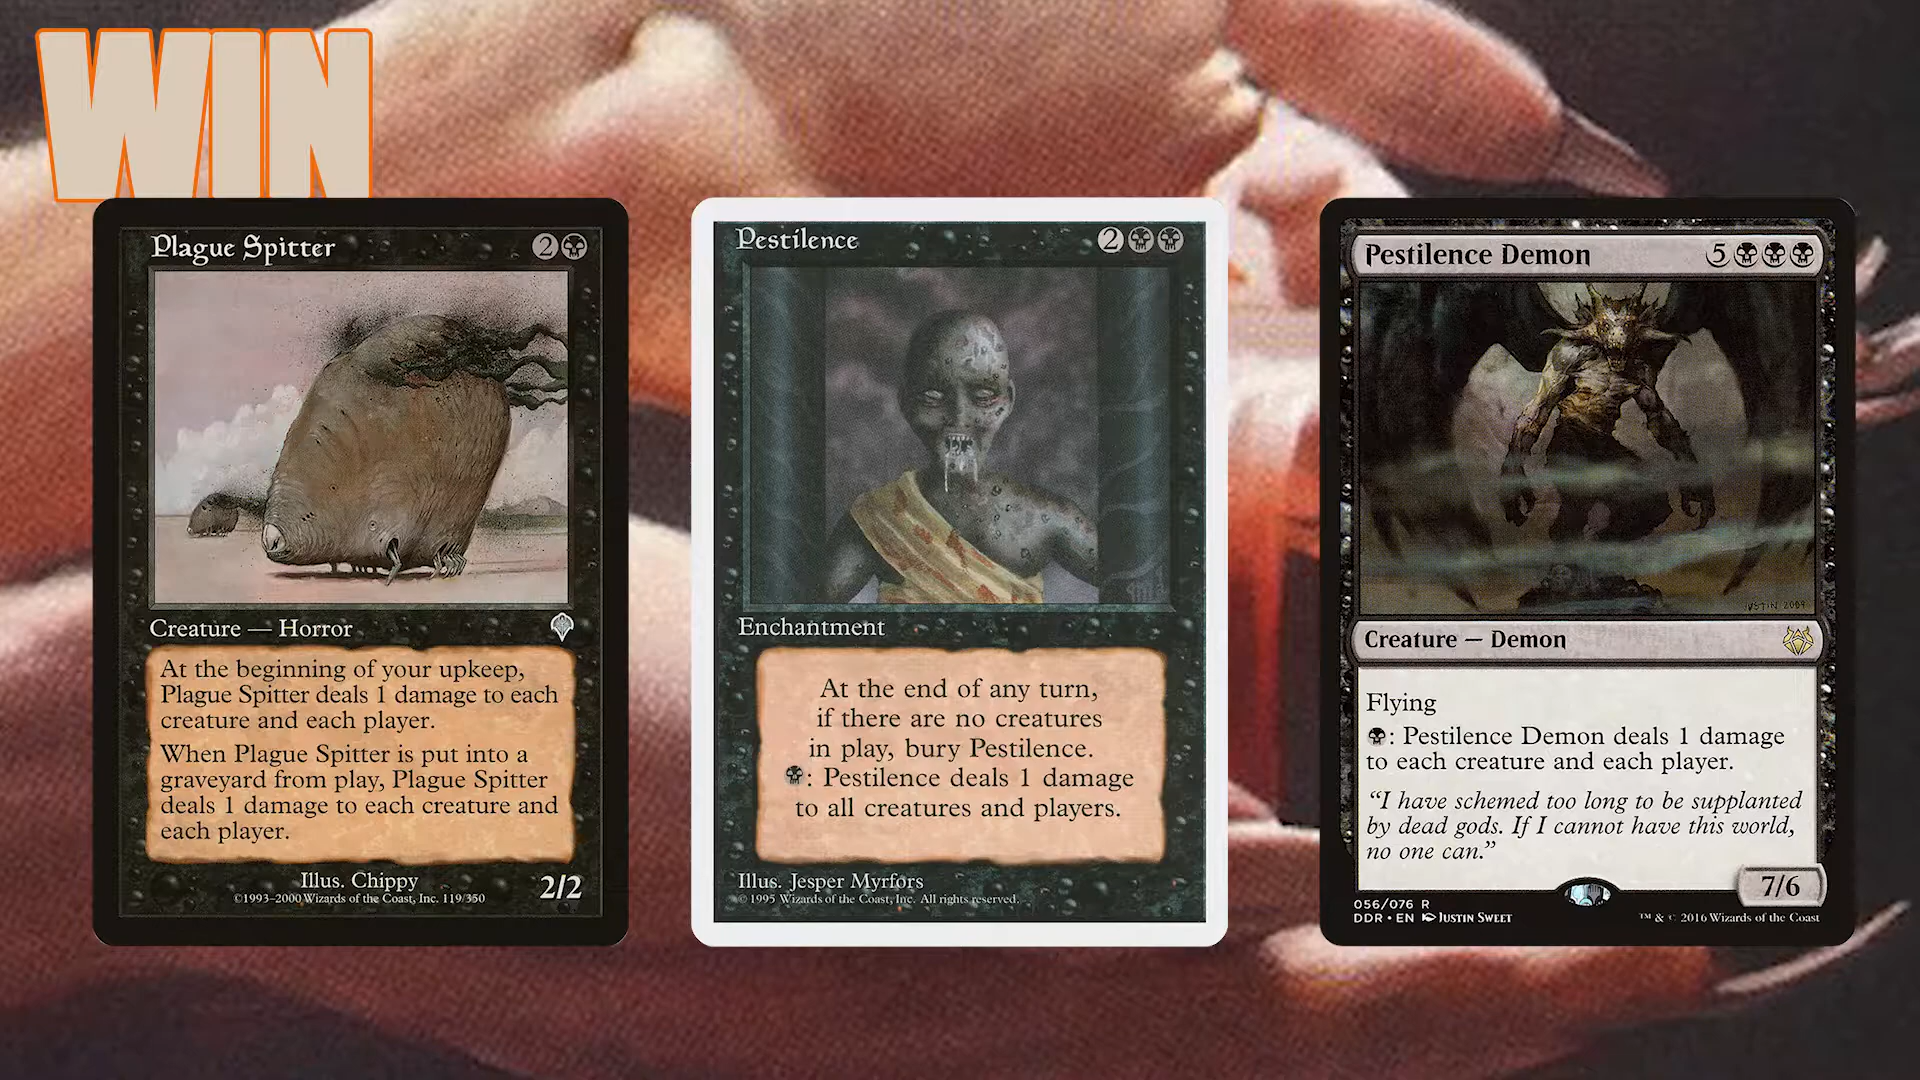 WIN
Plague Spitter 2
Creature — Horror
At the beginning of your upkeep,
Plague Spitter deals 1 damage to each
creature and each player.
When Plague Spitter is put into a
graveyard from play, Plague Spitter
deals 1 damage to each creature and
each player.
Illus. Chippy
©1993–2000 Wizards of the Coast, Inc. 119/350
2/2
Pestilence 2
Enchantment
At the end of any turn,
if there are no creatures
in play, bury Pestilence.
: Pestilence deals 1 damage
to all creatures and players.
Illus. Jesper Myrfors
© 1995 Wizards of the Coast, Inc. All rights reserved.
Pestilence Demon 5
JUSTIN 2009
Creature — Demon
Flying
: Pestilence Demon deals 1 damage
to each creature and each player.
“I have schemed too long to be supplanted
by dead gods. If I cannot have this world,
no one can.”
7/6
056/076 R
DDR • EN Justin Sweet
™ & © 2016 Wizards of the Coast